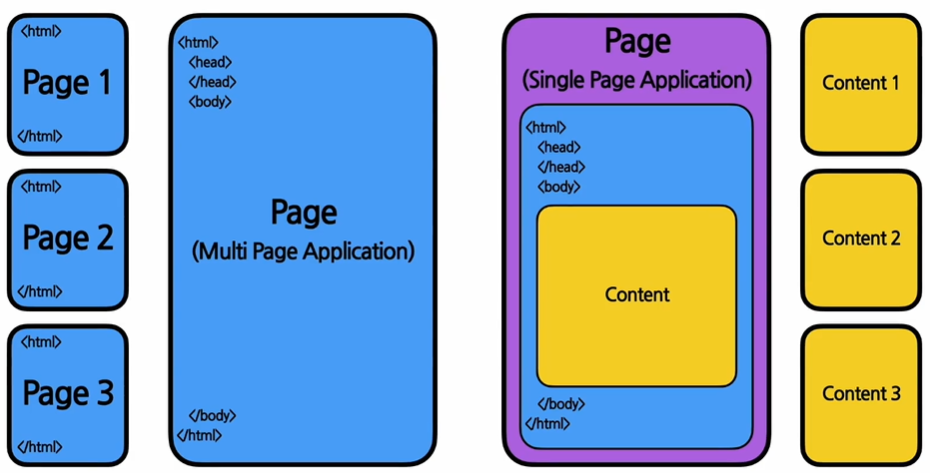 <html>
Page 1
</html>
<html>
Page 2
</html>
<html>
Page 3
</html>
<html>
<head>
</head>
<body>
Page
(Multi Page Application)
</body>
</html>
Page
(Single Page Application)
<html>
<head>
</head>
<body>
Content
</body>
</html>
Content 1
Content 2
Content 3